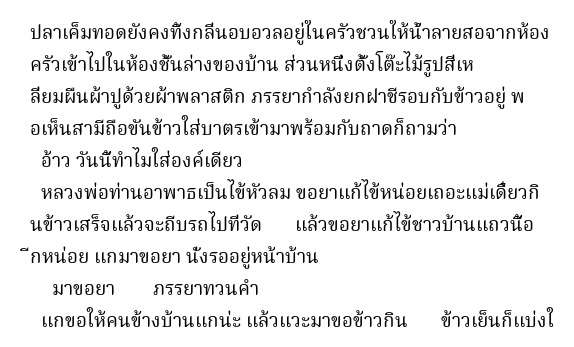 ปลาเค็มทอดยังคงทิ้งกลิ่นอบอวลอยู่ในครัวชวนให้น้ำลายสอจากห้อง
ครัวเข้าไปในห้องชั้นล่างของบ้าน ส่วนหนึ่งตั้งโต๊ะไม้รูปสี่เห
ลี่ยมผืนผ้าปูด้วยผ้าพลาสติก ภรรยากำลังยกฝาชีรอบกับข้าวอยู่ พ
อเห็นสามีถือขันข้าวใส่บาตรเข้ามาพร้อมกับถาดก็ถามว่า
อ้าว วันนี้ทำไมใส่องค์เดียว
หลวงพ่อท่านอาพาธเป็นไข้หัวลม ขอยาแก้ไข้หน่อยเถอะแม่เดี๋ยวกิ
นข้าวเสร็จแล้วจะถีบรถไปที่วัด แล้วขอยาแก้ไข้ชาวบ้านแถวนี้อ
ีกหน่อย แกมาขอยา นั่งรออยู่หน้าบ้าน
มาขอยา ภรรยาทวนคำ
แกขอให้คนข้างบ้านแกน่ะ แล้วแวะมาขอข้าวกิน ข้าวเย็นก็แบ่งใ